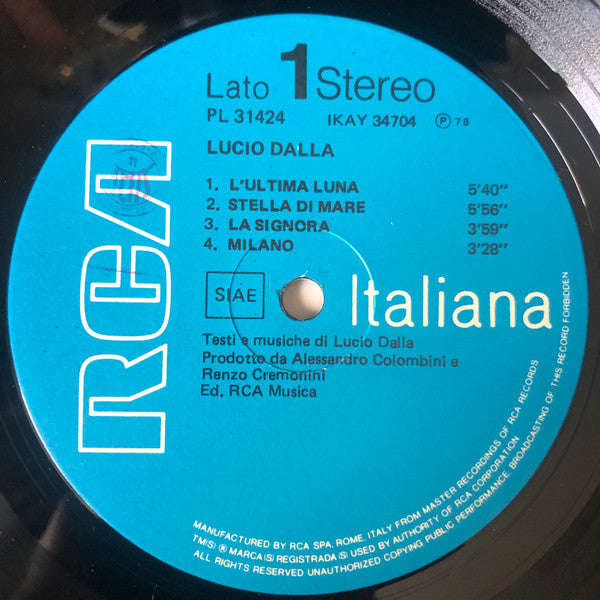 Lato 1 Stereo
PL 31424 IKAY 34704 Ⓟ 78
LUCIO DALLA
1. L'ULTIMA LUNA 5'40''
2. STELLA DI MARE 5'56''
3. LA SIGNORA 3'59''
4. MILANO 3'28''
RCA
SIAE
Italiana
Testi e musiche di Lucio Dalla
Prodotto da Alessandro Colombini e
Renzo Cremonini
Ed. RCA Musica
MANUFACTURED BY RCA SPA, ROME, ITALY FROM MASTER RECORDINGS OF RCA RECORDS
TM(S) ® MARCA(S) REGISTRADA(S) USED BY AUTHORITY OF RCA CORPORATION
ALL RIGHTS RESERVED UNAUTHORIZED COPYING PUBLIC PERFORMANCE BROADCASTING OF THIS RECORD FORBIDDEN